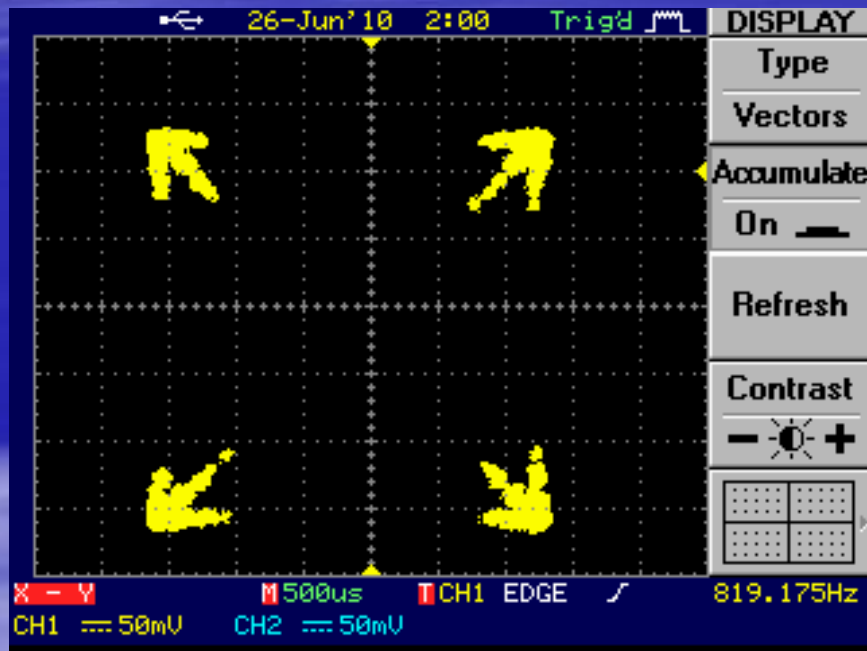 26-Jun'10 2:00 Trig'd DISPLAY
Type
Vectors
Accumulate
On
Refresh
Contrast
X - Y M 500us T CH1 EDGE 819.175Hz
CH1 50mV CH2 50mV